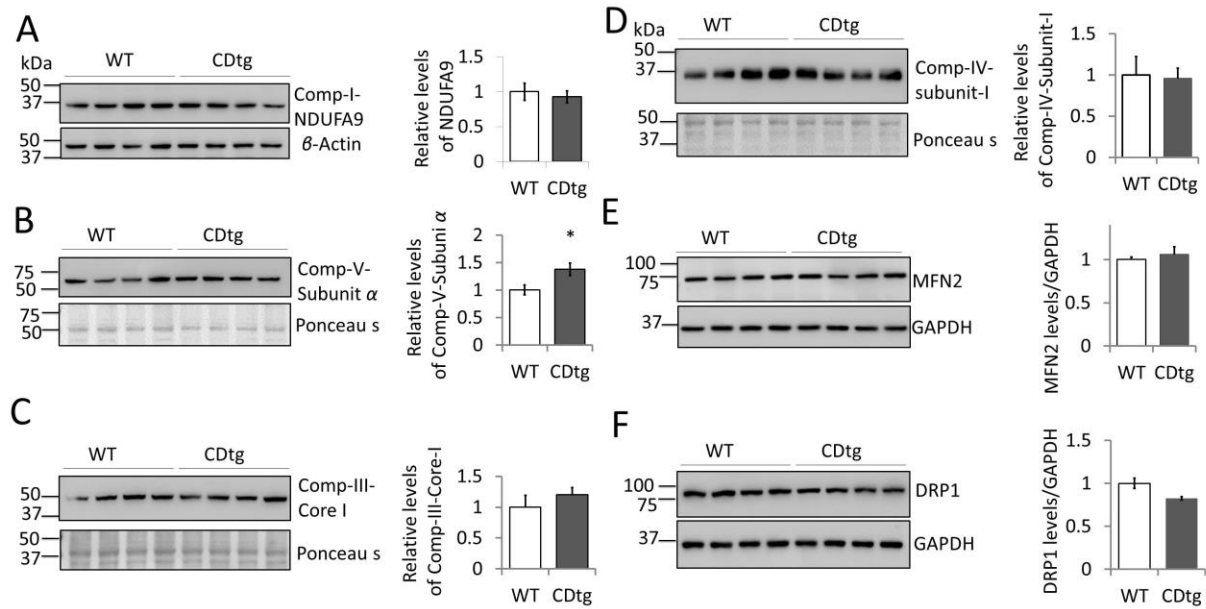 A
kDa
WT CDtg
50
37
Comp-I-
NDUFA9
50
37
β-Actin
Relative levels
of NDUFA9
1.5
1
0.5
0
WT CDtg
B
WT CDtg
75
50
Comp-V-
Subunit α
75
50
Ponceau s
Relative levels
of Comp-V-Subuni α
2
1.5
1
0.5
0
*
WT CDtg
C
WT CDtg
50
37
Comp-III-
Core I
50
37
Ponceau s
Relative levels
of Comp-III-Core-I
1.5
1
0.5
0
WT CDtg
D
kDa
WT CDtg
50
37
Comp-IV-
subunit-I
50
37
Ponceau s
Relative levels
of Comp-IV-Subunit-I
1.5
1
0.5
0
WT CDtg
E
WT CDtg
100
75
MFN2
37
GAPDH
MFN2 levels/GAPDH
1
0
WT CDtg
F
WT CDtg
100
75
DRP1
37
GAPDH
DRP1 levels/GAPDH
1.5
1
0.5
0
WT CDtg